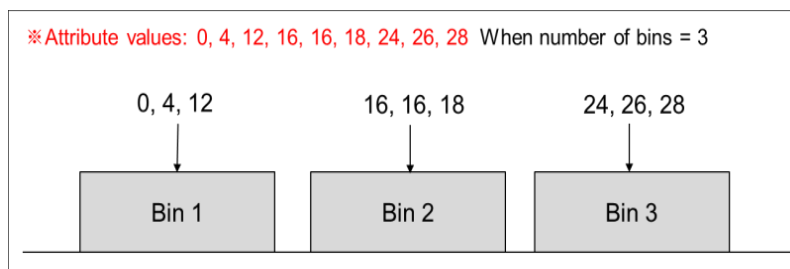 ※Attribute values: 0, 4, 12, 16, 16, 18, 24, 26, 28 When number of bins = 3
0, 4, 12 16, 16, 18 24, 26, 28
Bin 1 Bin 2 Bin 3